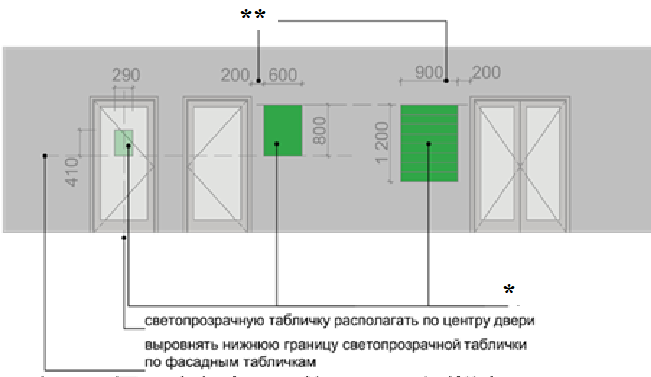 **
290
200 600
900 200
800
1 200
410
*
светопрозрачную табличку располагать по центру двери
выровнять нижнюю границу светопрозрачной таблички
по фасадным табличкам